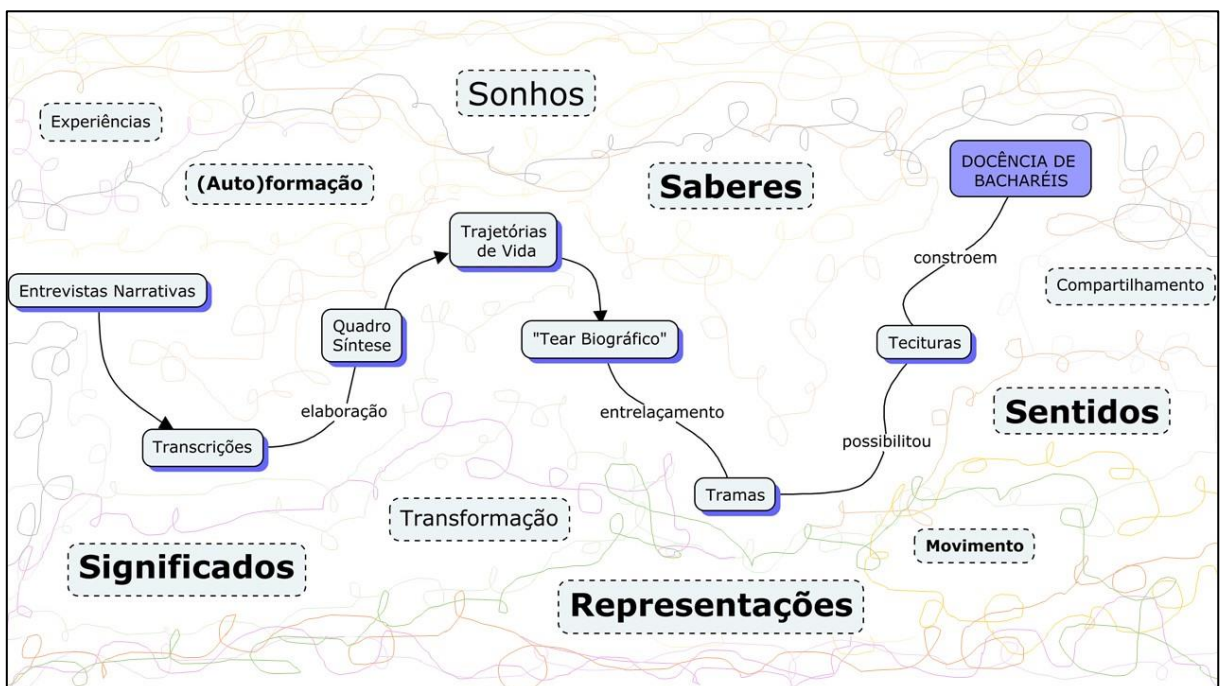 Sonhos
Experiências
(Auto)formação
Saberes
DOCÊNCIA DE
BACHARÉIS
Trajetórias
de Vida
constroem
Entrevistas Narrativas
Compartilhamento
Quadro
Síntese
"Tear Biográfico"
Tecituras
elaboração
entrelaçamento
Sentidos
Transcrições
possibilitou
Tramas
Transformação
Movimento
Significados
Representações